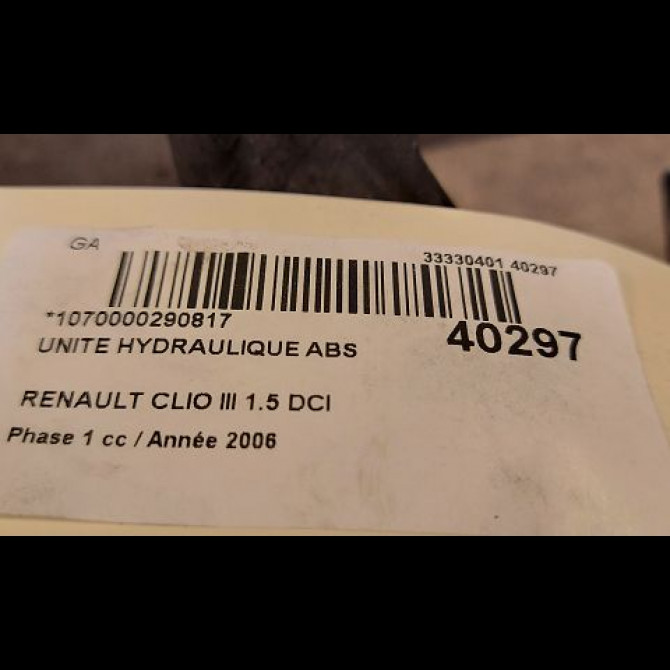 GA
33330401 40297
*1070000290817
40297
UNITE HYDRAULIQUE ABS
RENAULT CLIO III 1.5 DCI
Phase 1 cc / Année 2006